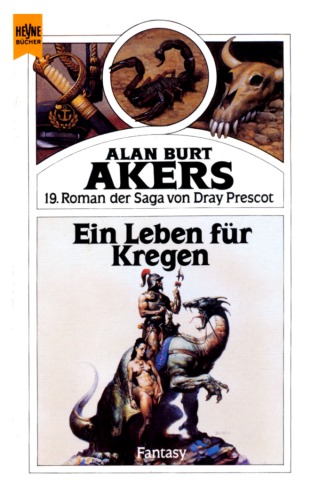 HEYNE
BÜCHER
ALAN BURT
AKERS
19. Roman der Saga von Dray Prescot
Ein Leben für
Kregen
Fantasy